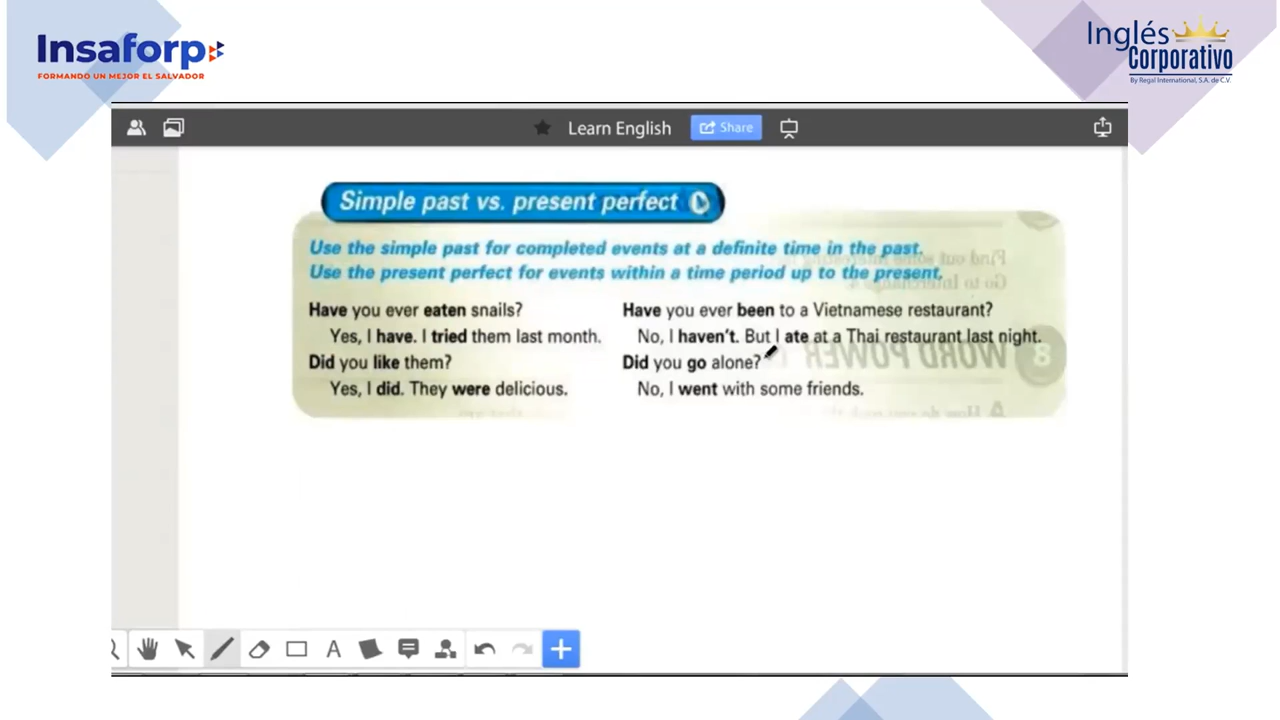 Insaforp
FORMANDO UN MEJOR EL SALVADOR
Inglés
Corporativo
By Regal International, S.A. de C.V.
Learn English
Share
Simple past vs. present perfect
Use the simple past for completed events at a definite time in the past.
Use the present perfect for events within a time period up to the present.
Have you ever eaten snails?
Yes, I have. I tried them last month.
Did you like them?
Yes, I did. They were delicious.
Have you ever been to a Vietnamese restaurant?
No, I haven't. But I ate at a Thai restaurant last night.
Did you go alone?
No, I went with some friends.
8 WORD POWER
A